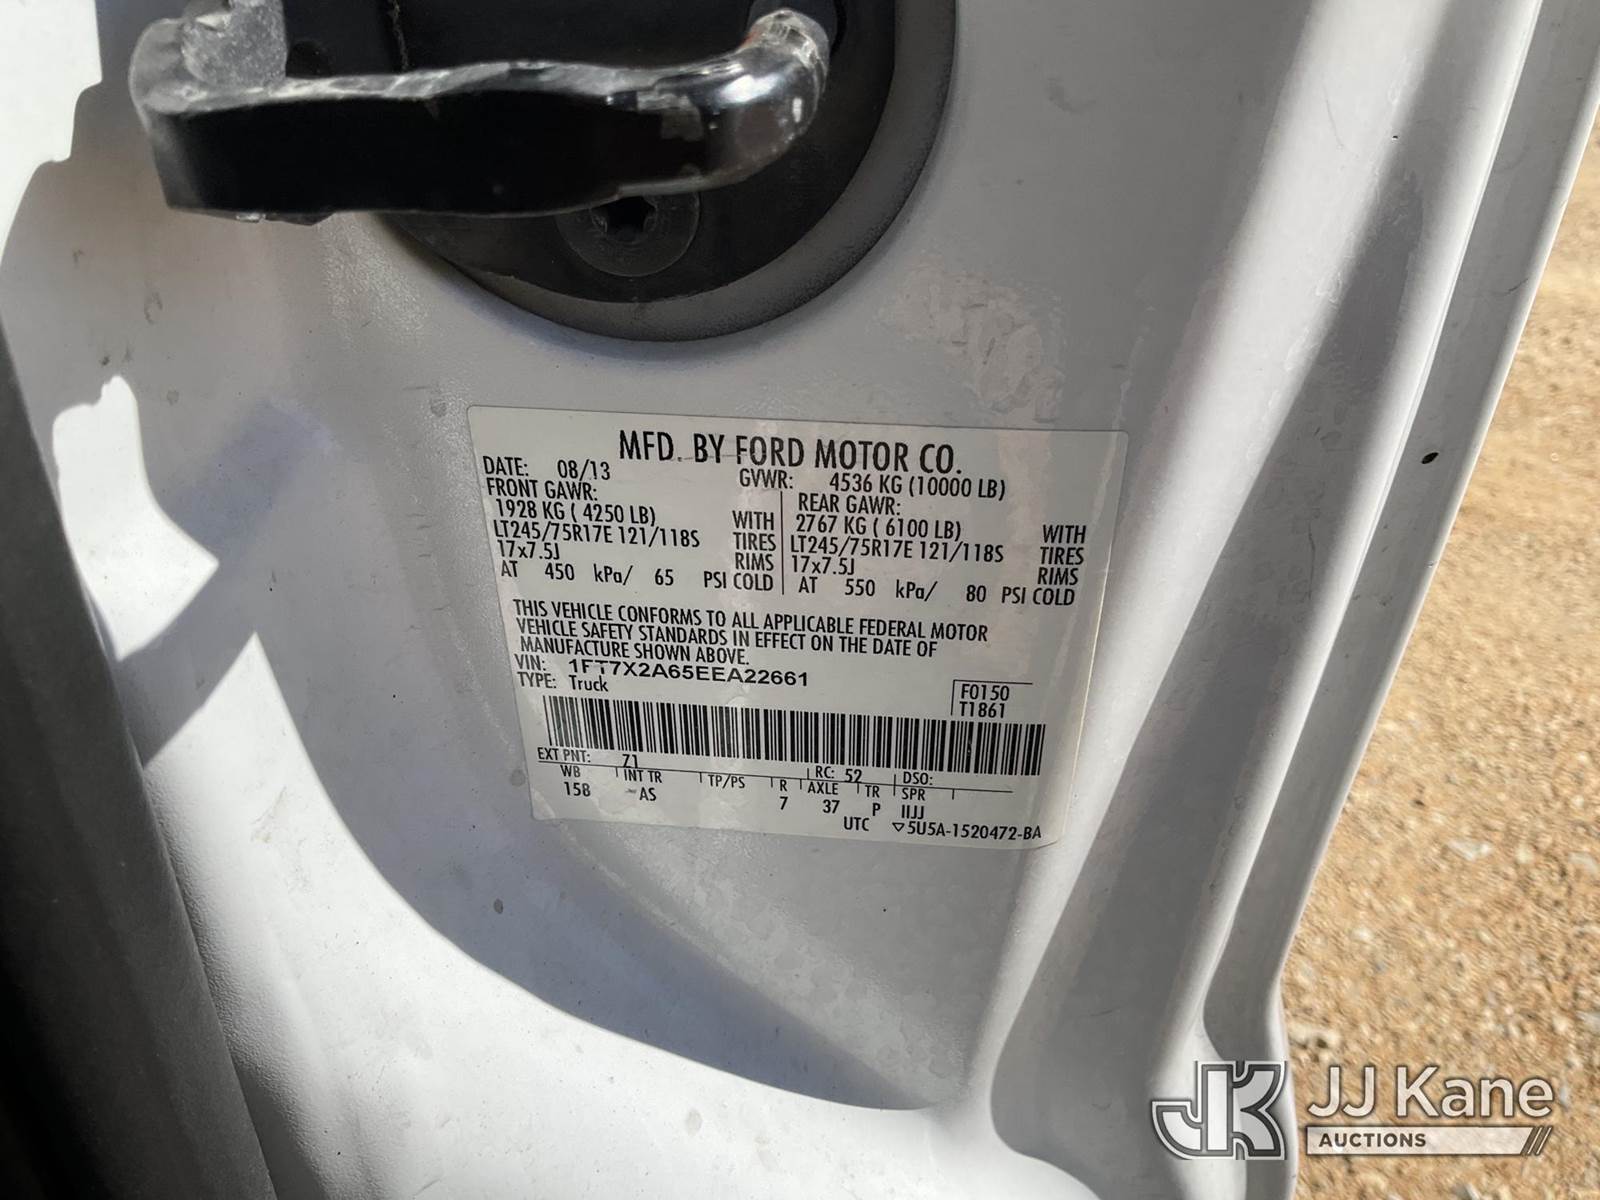 MFD. BY FORD MOTOR CO.
DATE: 08/13 GVWR: 4536 KG (10000 LB)
FRONT GAWR: REAR GAWR:
1928 KG ( 4250 LB) WITH 2767 KG ( 6100 LB) WITH
LT245/75R17E 121/118S TIRES LT245/75R17E 121/118S TIRES
17x7.5J RIMS 17x7.5J RIMS
AT 450 kPa/ 65 PSI COLD AT 550 kPa/ 80 PSI COLD
THIS VEHICLE CONFORMS TO ALL APPLICABLE FEDERAL MOTOR
VEHICLE SAFETY STANDARDS IN EFFECT ON THE DATE OF
MANUFACTURE SHOWN ABOVE.
VIN: 1FT7X2A65EEA22661
TYPE: Truck
F0150
T1861
EXT PNT: 71 RC: 52 DSO:
WB INT TR TP/PS R AXLE TR SPR
158 AS 7 37 P IIJJ
UTC ▽5U5A-1520472-BA
JJ Kane
AUCTIONS